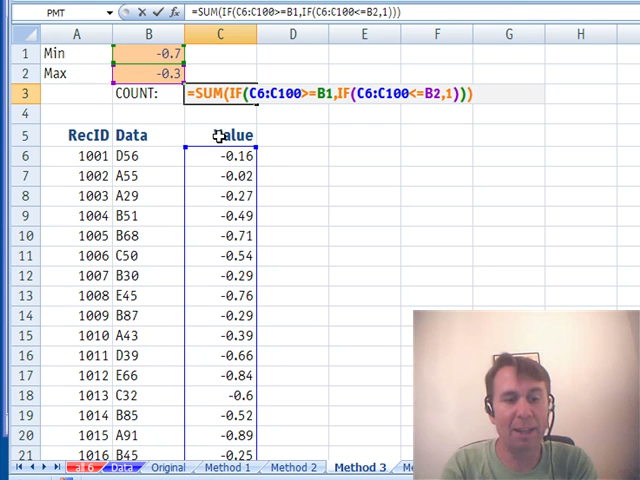 PMT =SUM(IF(C6:C100>=B1,IF(C6:C100<=B2,1)))
A B C D E F G H
1 Min -0.7
2 Max -0.3
3 COUNT: =SUM(IF(C6:C100>=B1,IF(C6:C100<=B2,1)))
4
5 RecID Data Value
6 1001 D56 -0.16
7 1002 A55 -0.02
8 1003 A29 -0.27
9 1004 B51 -0.49
10 1005 B68 -0.71
11 1006 C50 -0.54
12 1007 B30 -0.29
13 1008 E45 -0.76
14 1009 B87 -0.29
15 1010 A43 -0.39
16 1011 D39 -0.66
17 1012 E66 -0.84
18 1013 C32 -0.6
19 1014 B85 -0.52
20 1015 A91 -0.89
21 1016 B45 -0.25
all 6 Data Original Method 1 Method 2 Method 3